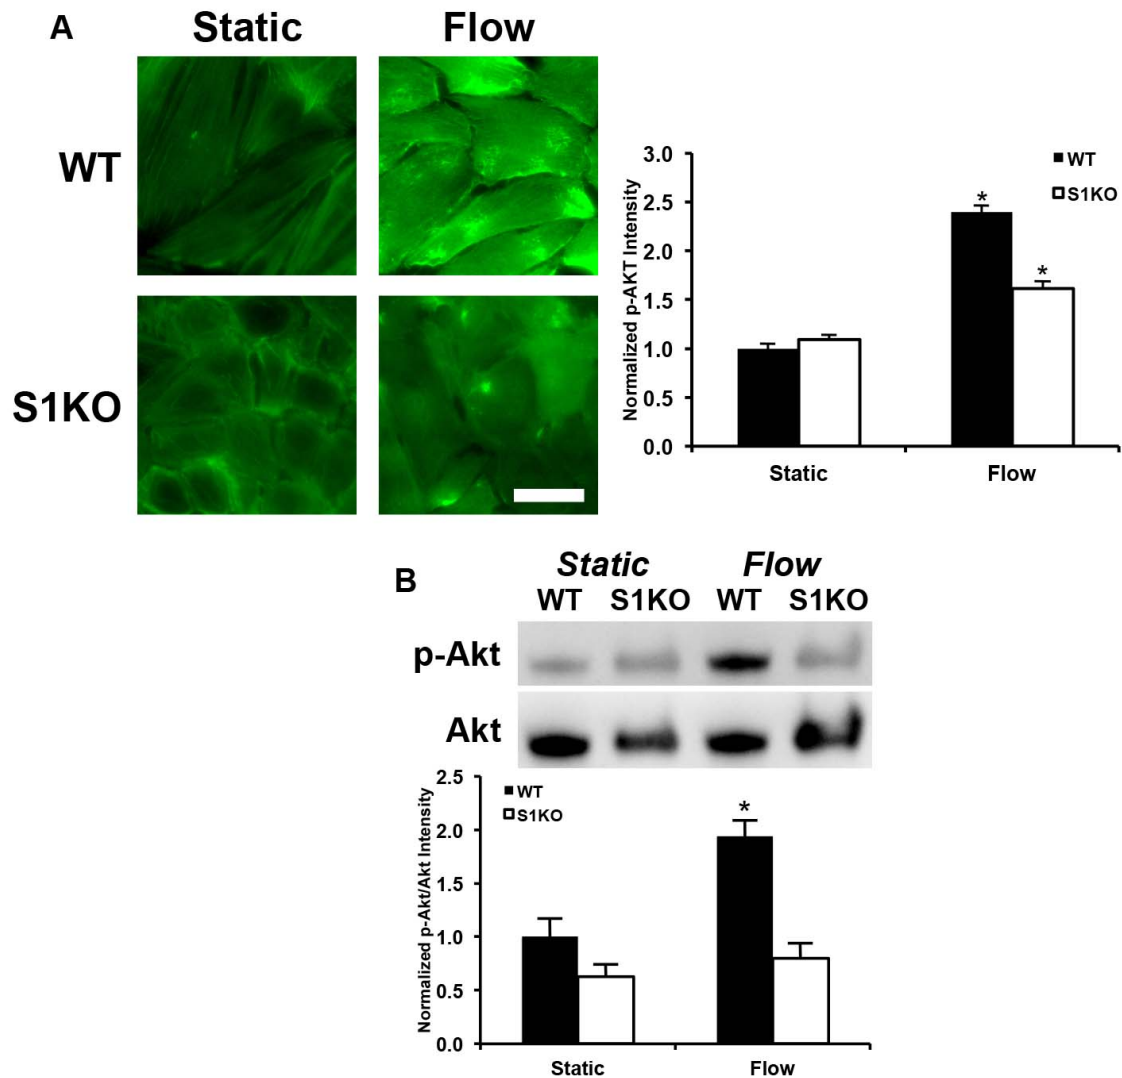 A
Static Flow
WT
S1KO
3.0
2.5
2.0
1.5
1.0
0.5
0.0
Normalized p-AKT Intensity
WT
S1KO
*
*
Static Flow
B
Static Flow
WT S1KO WT S1KO
p-Akt
Akt
2.5
2.0
1.5
1.0
0.5
0.0
Normalized p-Akt/Akt Intensity
WT
S1KO
*
Static Flow